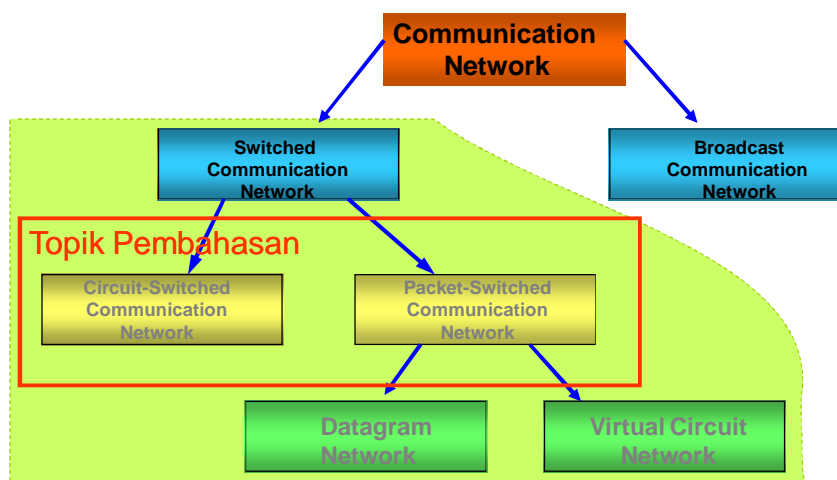 Communication
Network
Switched
Communication
Network
Broadcast
Communication
Network
Topik Pembahasan
Circuit-Switched
Communication
Network
Packet-Switched
Communication
Network
Datagram
Network
Virtual Circuit
Network